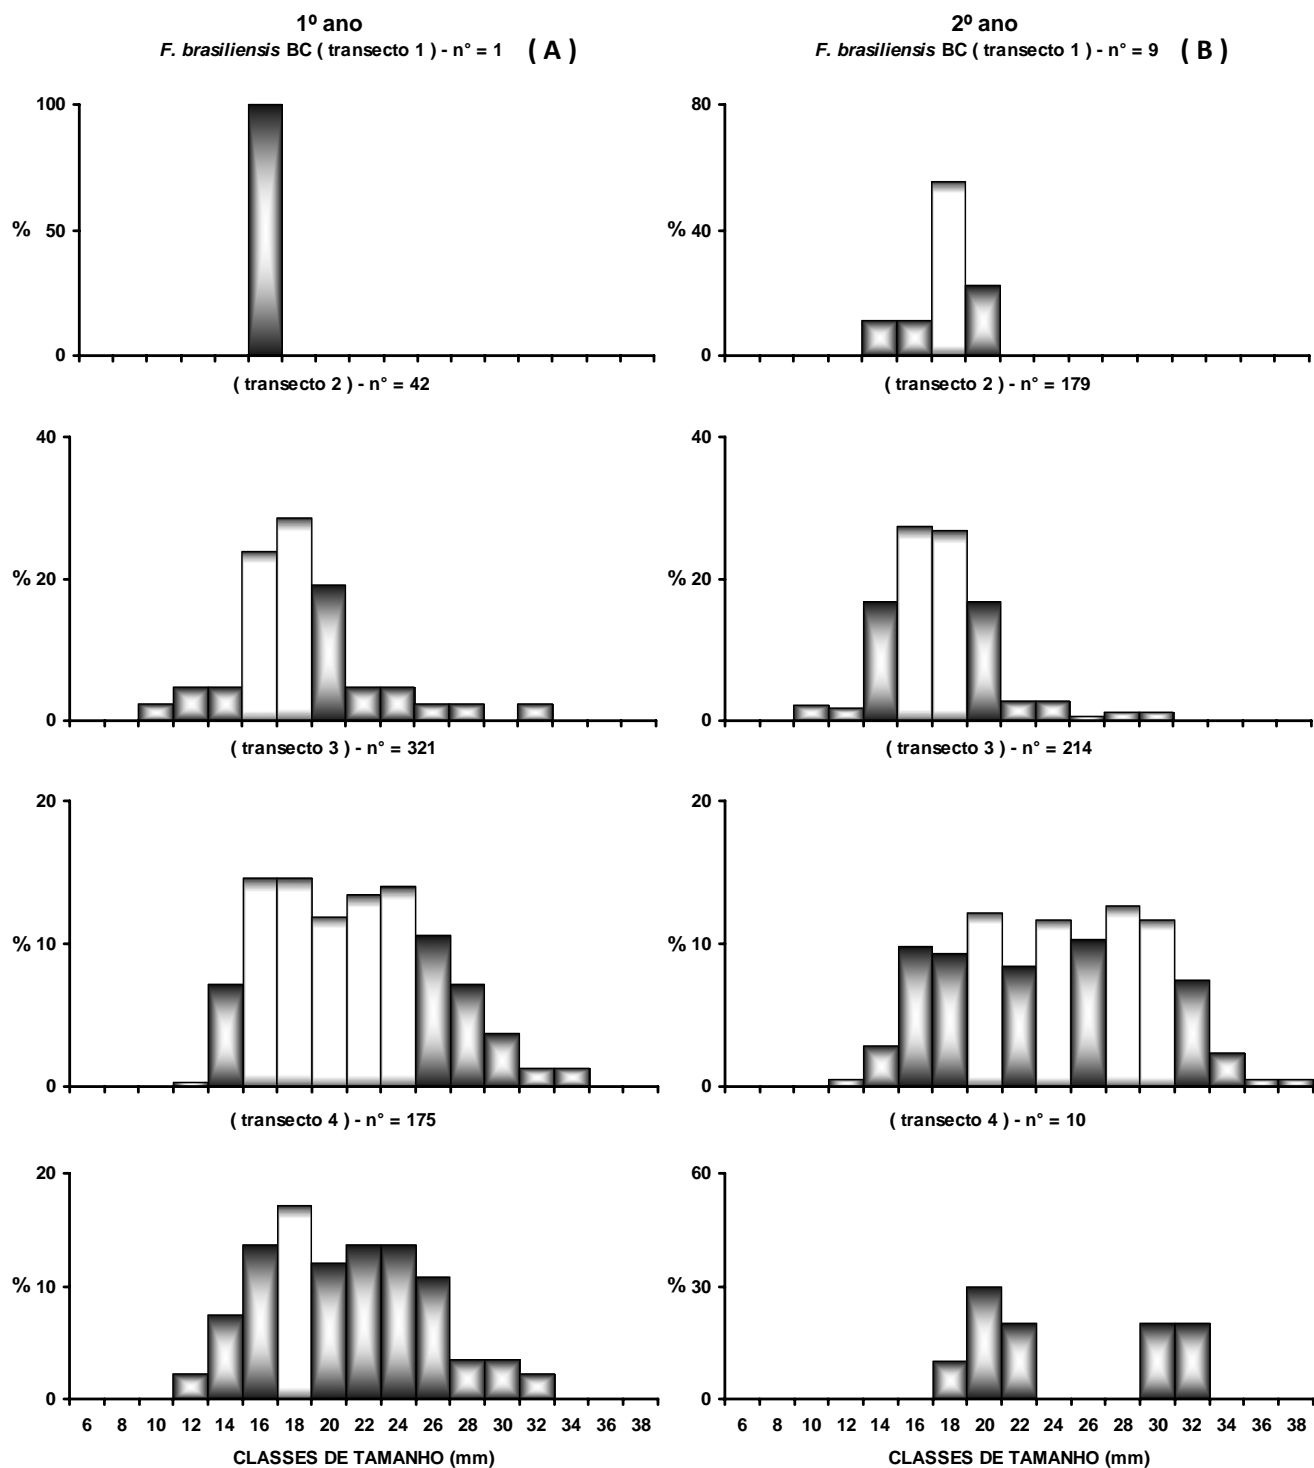 1º ano
F. brasiliensis BC ( transecto 1 ) - n° = 1 ( A )
100
% 50
0
( transecto 2 ) - n° = 42
40
% 20
0
( transecto 3 ) - n° = 321
20
% 10
0
( transecto 4 ) - n° = 175
20
% 10
0
6 8 10 12 14 16 18 20 22 24 26 28 30 32 34 36 38
CLASSES DE TAMANHO (mm)
2º ano
F. brasiliensis BC ( transecto 1 ) - n° = 9 ( B )
80
% 40
0
( transecto 2 ) - n° = 179
40
% 20
0
( transecto 3 ) - n° = 214
20
% 10
0
( transecto 4 ) - n° = 10
60
% 30
0
6 8 10 12 14 16 18 20 22 24 26 28 30 32 34 36 38
CLASSES DE TAMANHO (mm)